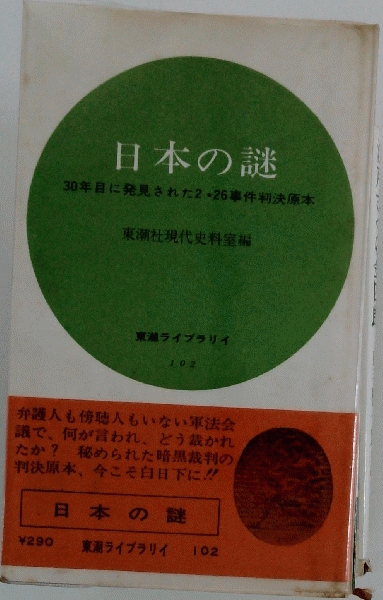 日本の謎
30年目に発見された2・26事件判決原本
東潮社現代史料室編
東潮ライブラリイ
102
弁護人も傍聴人もいない軍法会
議で、何が言われ、どう裁かれ
たか？ 秘められた暗黒裁判の
判決原本、今こそ白日下に!!
日本の謎
¥290 東潮ライブラリイ 102